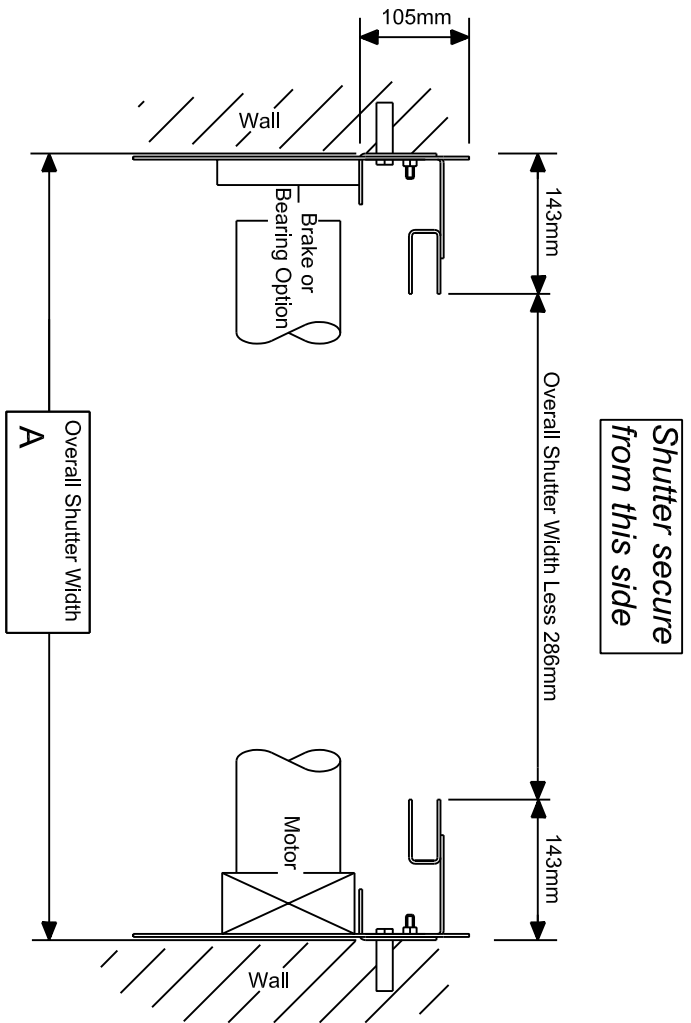 105mm
Wall
143mm
Brake or
Bearing Option
Overall Shutter Width Less 286mm
Shutter secure
from this side
Overall Shutter Width
A
Motor
143mm
Wall